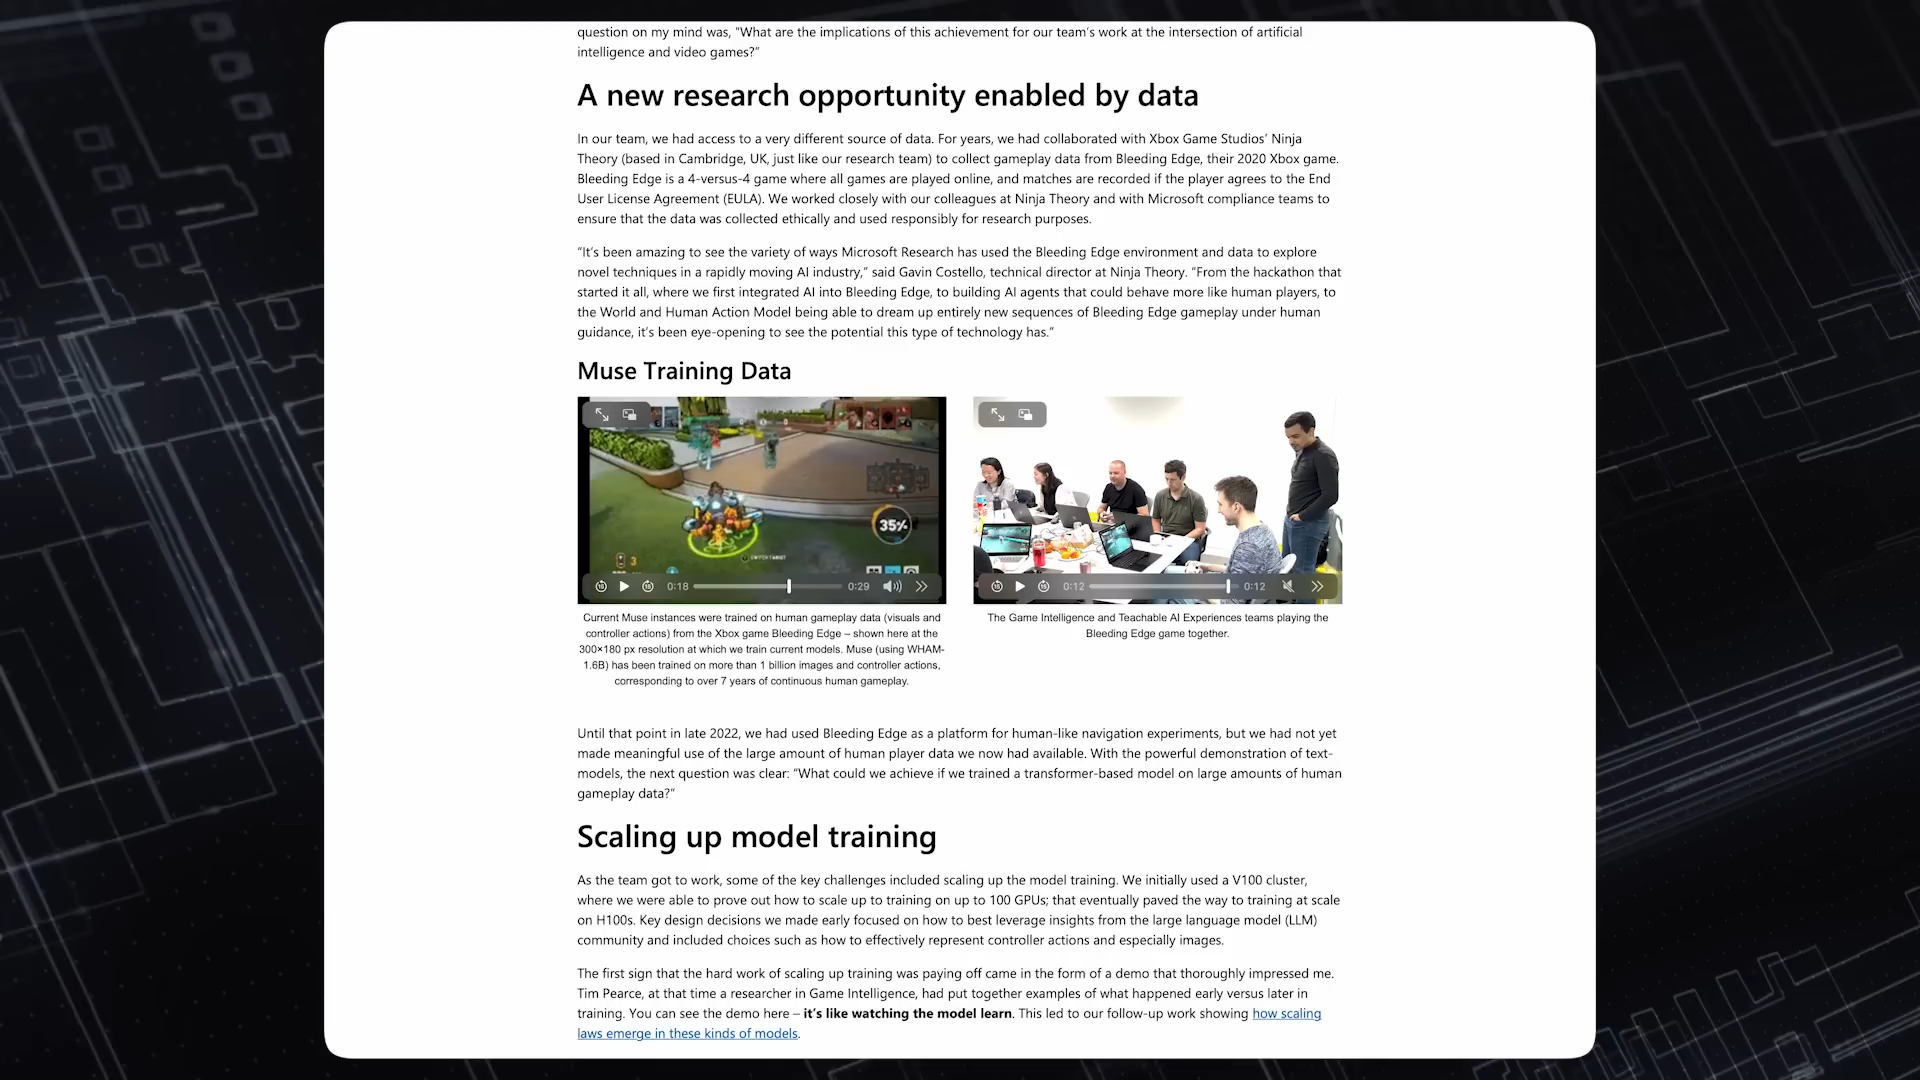 question on my mind was, "What are the implications of this achievement for our team's work at the intersection of artificial
intelligence and video games?"
A new research opportunity enabled by data
In our team, we had access to a very different source of data. For years, we had collaborated with Xbox Game Studios' Ninja
Theory (based in Cambridge, UK, just like our research team) to collect gameplay data from Bleeding Edge, their 2020 Xbox game.
Bleeding Edge is a 4-versus-4 game where all games are played online, and matches are recorded if the player agrees to the End
User License Agreement (EULA). We worked closely with our colleagues at Ninja Theory and with Microsoft compliance teams to
ensure that the data was collected ethically and used responsibly for research purposes.
"It's been amazing to see the variety of ways Microsoft Research has used the Bleeding Edge environment and data to explore
novel techniques in a rapidly moving AI industry," said Gavin Costello, technical director at Ninja Theory. "From the hackathon that
started it all, where we first integrated AI into Bleeding Edge, to building AI agents that could behave more like human players, to
the World and Human Action Model being able to dream up entirely new sequences of Bleeding Edge gameplay under human
guidance, it's been eye-opening to see the potential this type of technology has."
Muse Training Data
35%
3
SWITCH TARGET
0:18
0:29
0:12
0:12
Current Muse instances were trained on human gameplay data (visuals and
controller actions) from the Xbox game Bleeding Edge – shown here at the
300×180 px resolution at which we train current models. Muse (using WHAM-
1.6B) has been trained on more than 1 billion images and controller actions,
corresponding to over 7 years of continuous human gameplay.
The Game Intelligence and Teachable AI Experiences teams playing the
Bleeding Edge game together.
Until that point in late 2022, we had used Bleeding Edge as a platform for human-like navigation experiments, but we had not yet
made meaningful use of the large amount of human player data we now had available. With the powerful demonstration of text-
models, the next question was clear: "What could we achieve if we trained a transformer-based model on large amounts of human
gameplay data?"
Scaling up model training
As the team got to work, some of the key challenges included scaling up the model training. We initially used a V100 cluster,
where we were able to prove out how to scale up to training on up to 100 GPUs; that eventually paved the way to training at scale
on H100s. Key design decisions we made early focused on how to best leverage insights from the large language model (LLM)
community and included choices such as how to effectively represent controller actions and especially images.
The first sign that the hard work of scaling up training was paying off came in the form of a demo that thoroughly impressed me.
Tim Pearce, at that time a researcher in Game Intelligence, had put together examples of what happened early versus later in
training. You can see the demo here – it's like watching the model learn. This led to our follow-up work showing how scaling
laws emerge in these kinds of models.